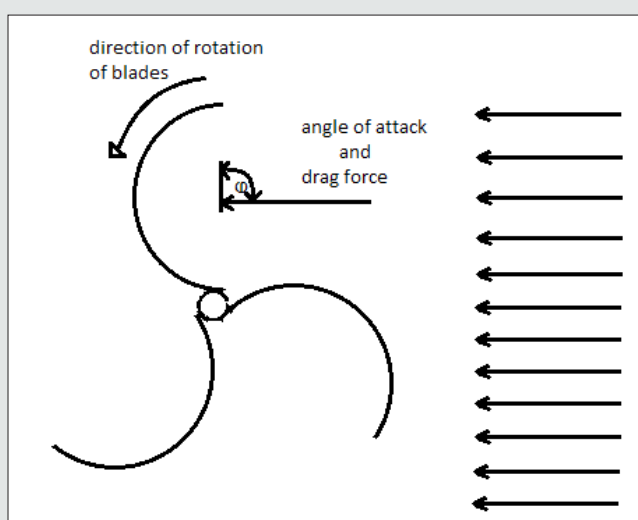 direction of rotation
of blades
angle of attack
and
drag force
φ